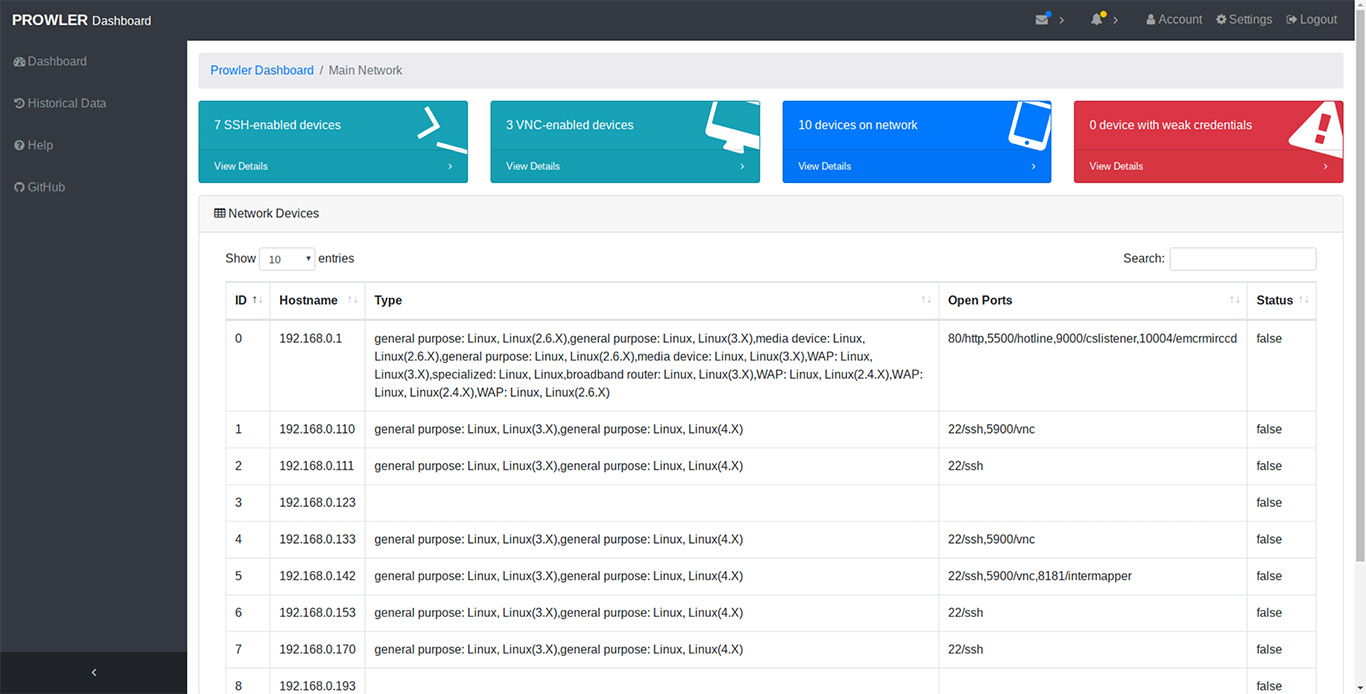 PROWLER Dashboard
Account Settings Logout
Dashboard
Historical Data
Help
GitHub
Prowler Dashboard / Main Network
7 SSH-enabled devices
View Details
3 VNC-enabled devices
View Details
10 devices on network
View Details
0 device with weak credentials
View Details
Network Devices
Show 10 entries
Search:
ID Hostname Type Open Ports Status
0 192.168.0.1 general purpose: Linux, Linux(2.6.X),general purpose: Linux, Linux(3.X),media device: Linux, 80/http,5500/hotline,9000/cslistener,10004/emcrmirccd false
Linux(2.6.X),general purpose: Linux, Linux(2.6.X),media device: Linux, Linux(3.X),WAP: Linux,
Linux(3.X),specialized: Linux, Linux,broadband router: Linux, Linux(3.X),WAP: Linux, Linux(2.4.X),WAP:
Linux, Linux(2.4.X),WAP: Linux, Linux(2.6.X)
1 192.168.0.110 general purpose: Linux, Linux(3.X),general purpose: Linux, Linux(4.X) 22/ssh,5900/vnc false
2 192.168.0.111 general purpose: Linux, Linux(3.X),general purpose: Linux, Linux(4.X) 22/ssh false
3 192.168.0.123 false
4 192.168.0.133 general purpose: Linux, Linux(3.X),general purpose: Linux, Linux(4.X) 22/ssh,5900/vnc false
5 192.168.0.142 general purpose: Linux, Linux(3.X),general purpose: Linux, Linux(4.X) 22/ssh,5900/vnc,8181/intermapper false
6 192.168.0.153 general purpose: Linux, Linux(3.X),general purpose: Linux, Linux(4.X) 22/ssh false
7 192.168.0.170 general purpose: Linux, Linux(3.X),general purpose: Linux, Linux(4.X) 22/ssh false
8 192.168.0.193 false